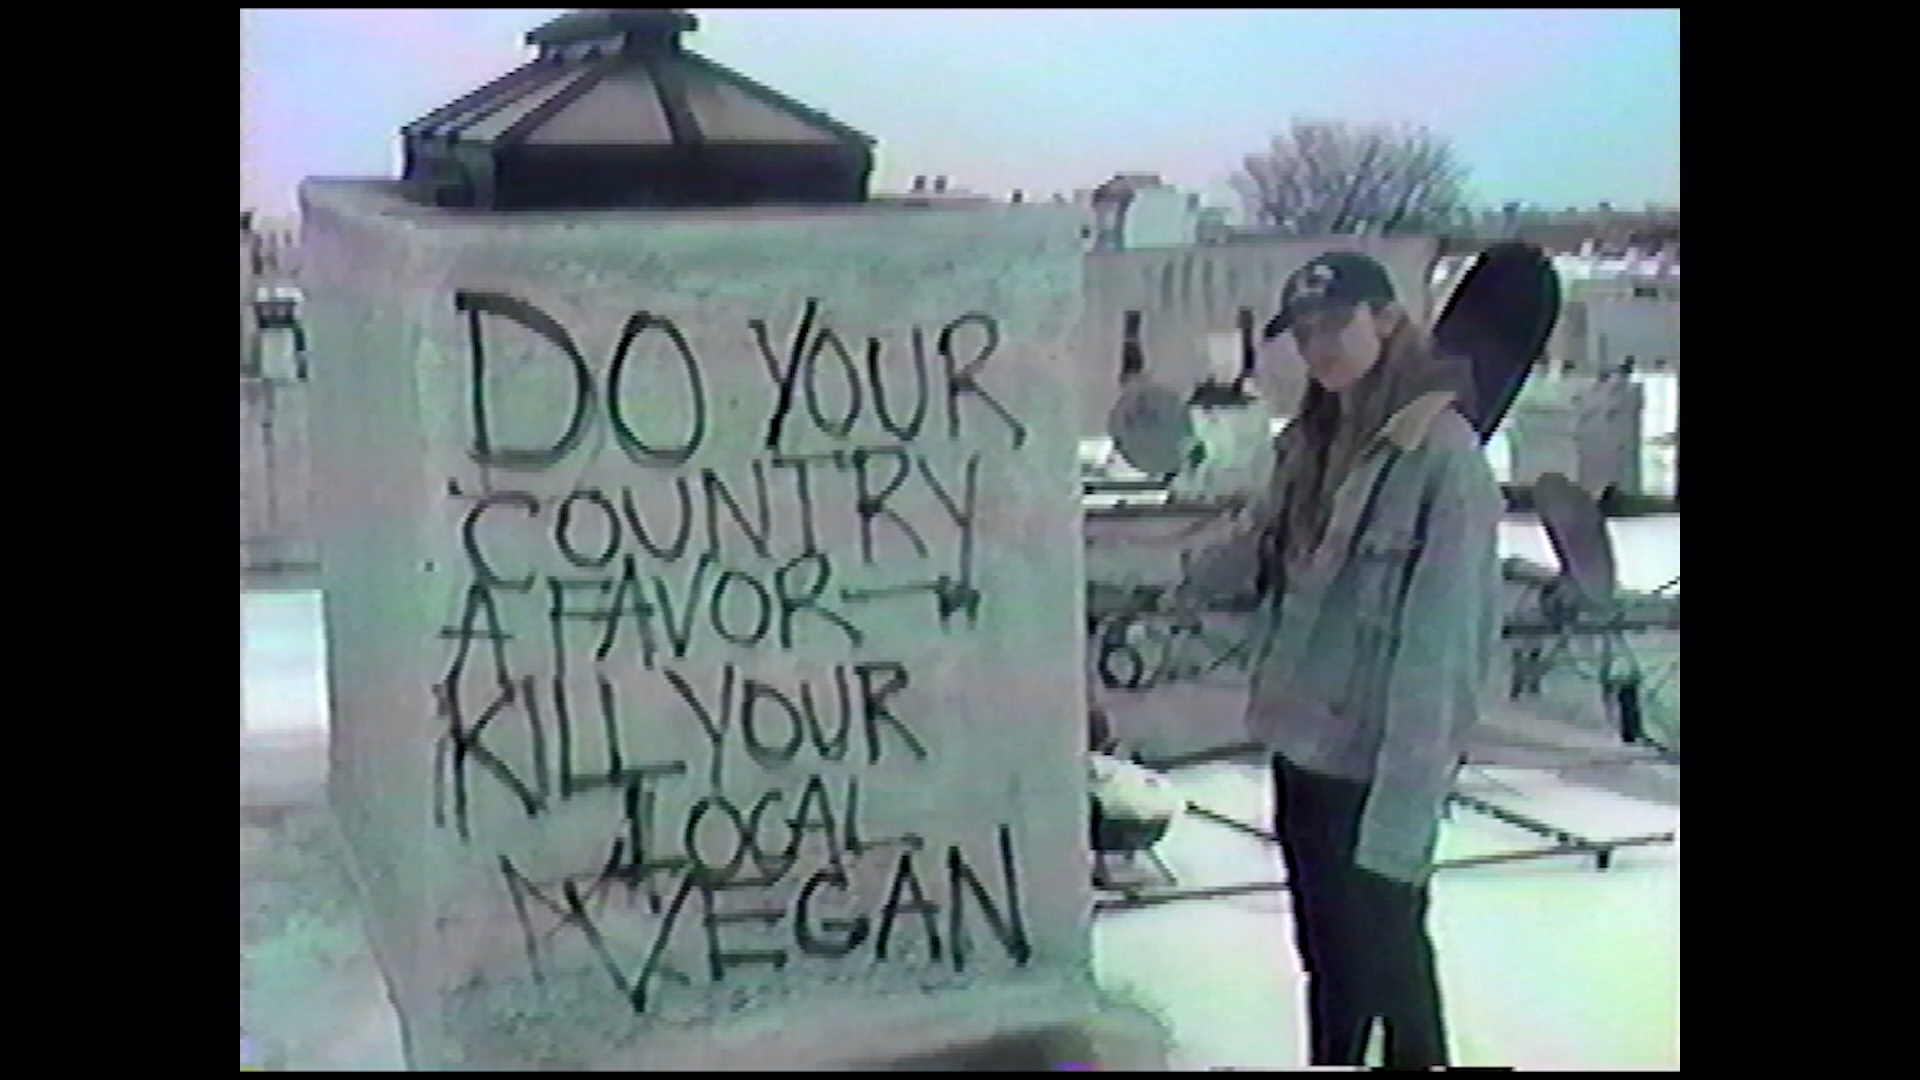 DO YOUR
COUNTRY
A FAVOR
KILL YOUR
LOCAL
VEGAN